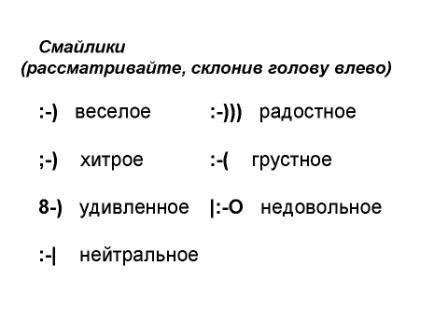 Смайлики
(рассматривайте, склонив голову влево)
:-) веселое :-))) радостное
;-) хитрое :-( грустное
8-) удивленное |:-O недовольное
:-| нейтральное